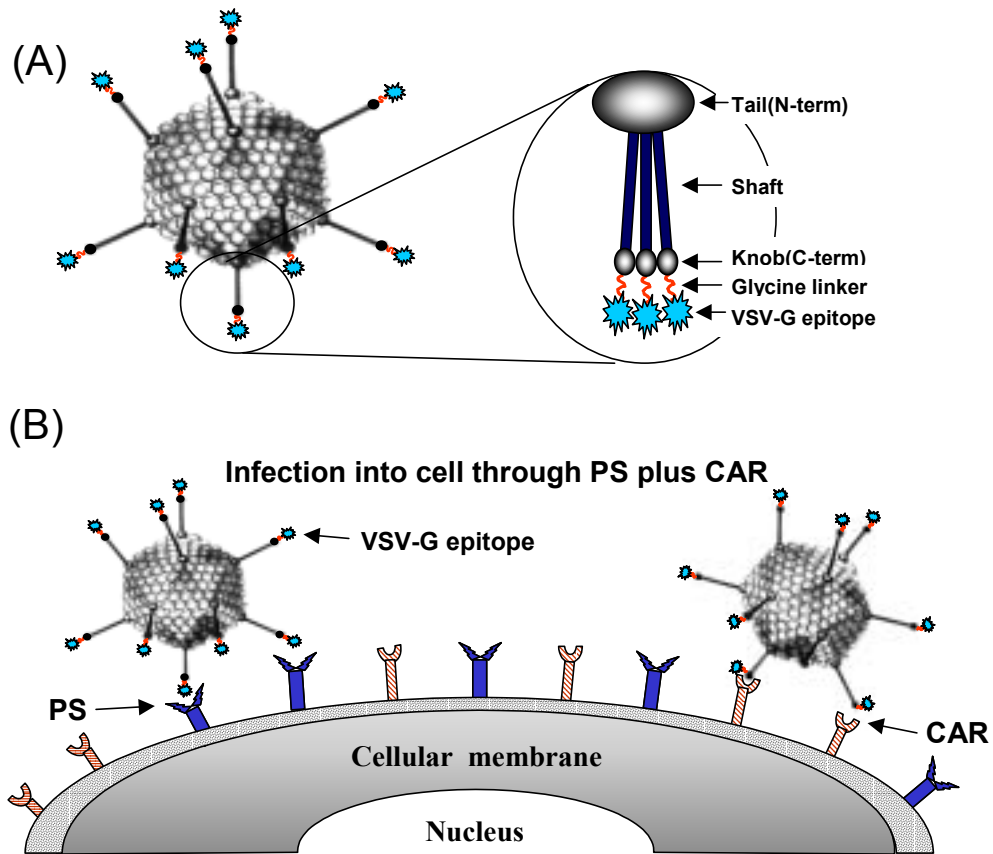 (A)
Tail(N-term)
Shaft
Knob(C-term)
Glycine linker
VSV-G epitope
(B)
Infection into cell through PS plus CAR
VSV-G epitope
PS
CAR
Cellular membrane
Nucleus